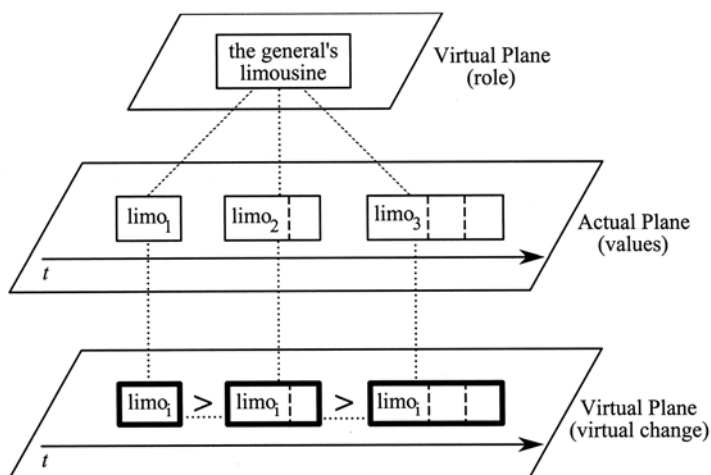 the general's
limousine
Virtual Plane
(role)
limo1
limo2
limo3
Actual Plane
(values)
t
limoi > limoi > limoi
Virtual Plane
(virtual change)
t